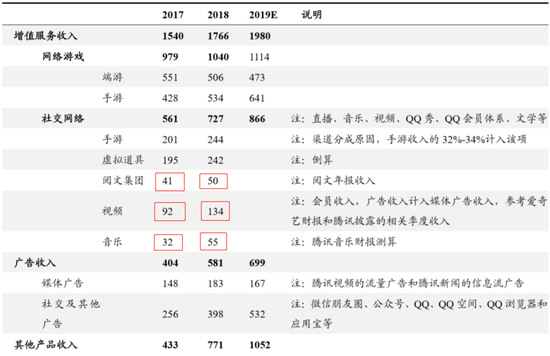 2017 2018 2019E 说明
增值服务收入 1540 1766 1980
网络游戏 979 1040 1114
端游 551 506 473
手游 428 534 641
社交网络 561 727 866 注：直播、音乐、视频、QQ秀、QQ会员体系、文学等
手游 201 244 注：渠道分成原因，手游收入的 32%-34%计入该项
虚拟道具 195 242 注：倒算
阅文集团 41 50 注：阅文年报收入
视频 92 134 注：会员收入，广告收入计入媒体广告收入，参考爱奇
艺财报和腾讯披露的相关季度收入
音乐 32 55 注：腾讯音乐财报测算
广告收入 404 581 699
媒体广告 148 183 167 注：腾讯视频的流量广告和腾讯新闻的信息流广告
社交及其他
广告 256 398 532 注：微信朋友圈、公众号、QQ、QQ空间、QQ浏览器和
应用宝等
其他产品收入 433 771 1052